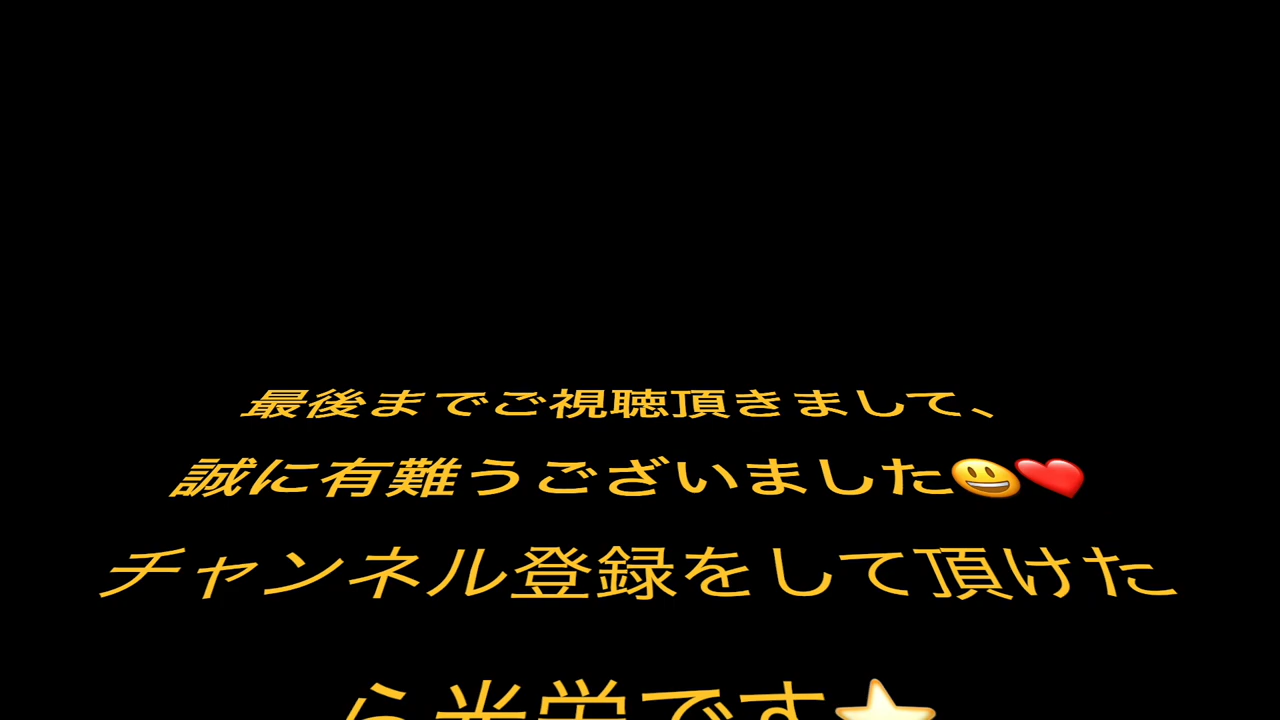 最後までご視聴頂きまして、
誠に有難うございました😃❤️
チャンネル登録をして頂けた
ら光栄です⭐